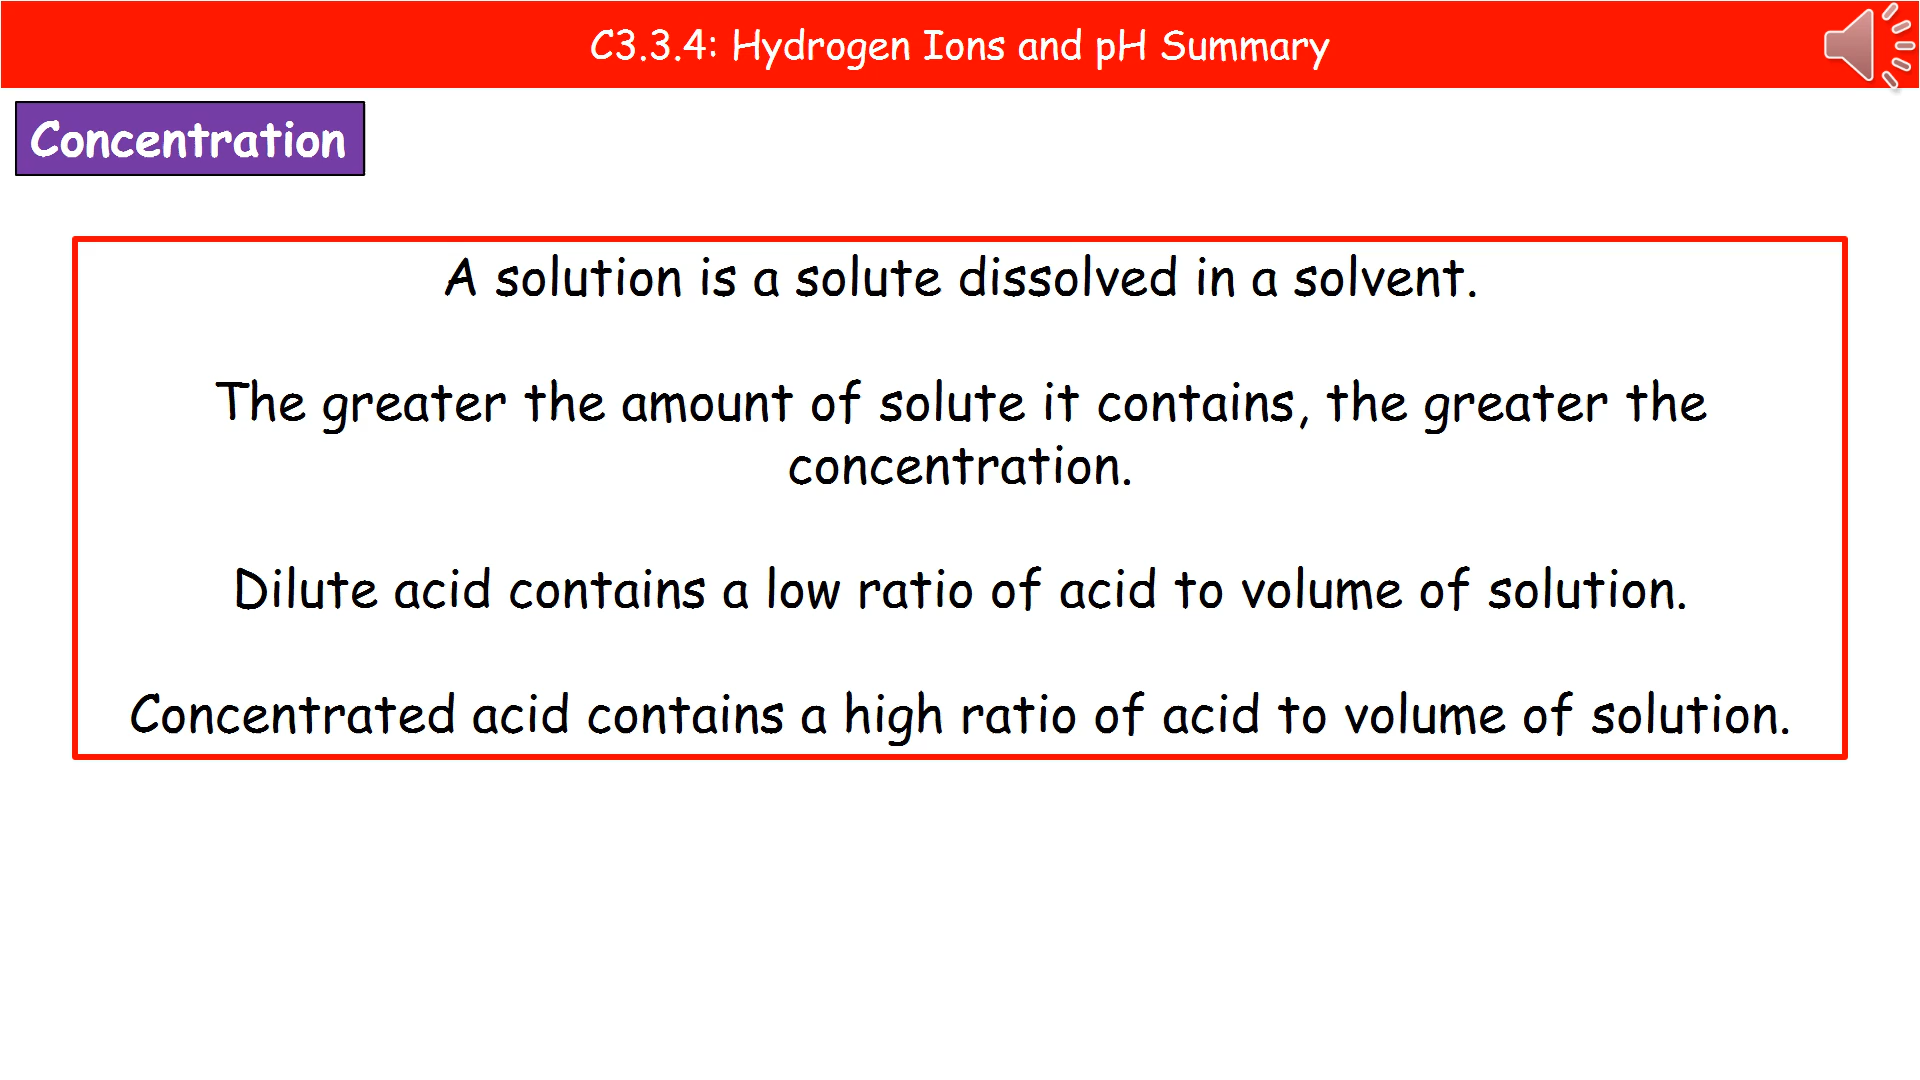 C3.3.4: Hydrogen Ions and pH Summary
Concentration
A solution is a solute dissolved in a solvent.
The greater the amount of solute it contains, the greater the
concentration.
Dilute acid contains a low ratio of acid to volume of solution.
Concentrated acid contains a high ratio of acid to volume of solution.